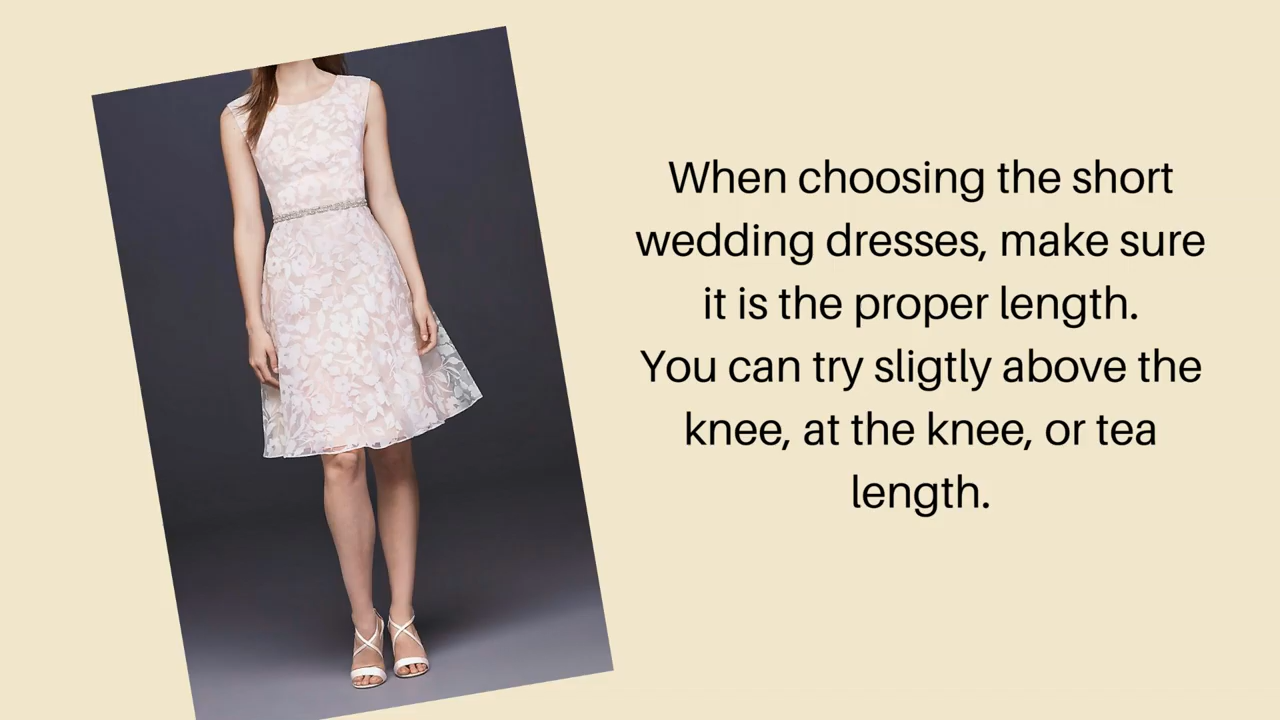 When choosing the short
wedding dresses, make sure
it is the proper length.
You can try sligtly above the
knee, at the knee, or tea
length.